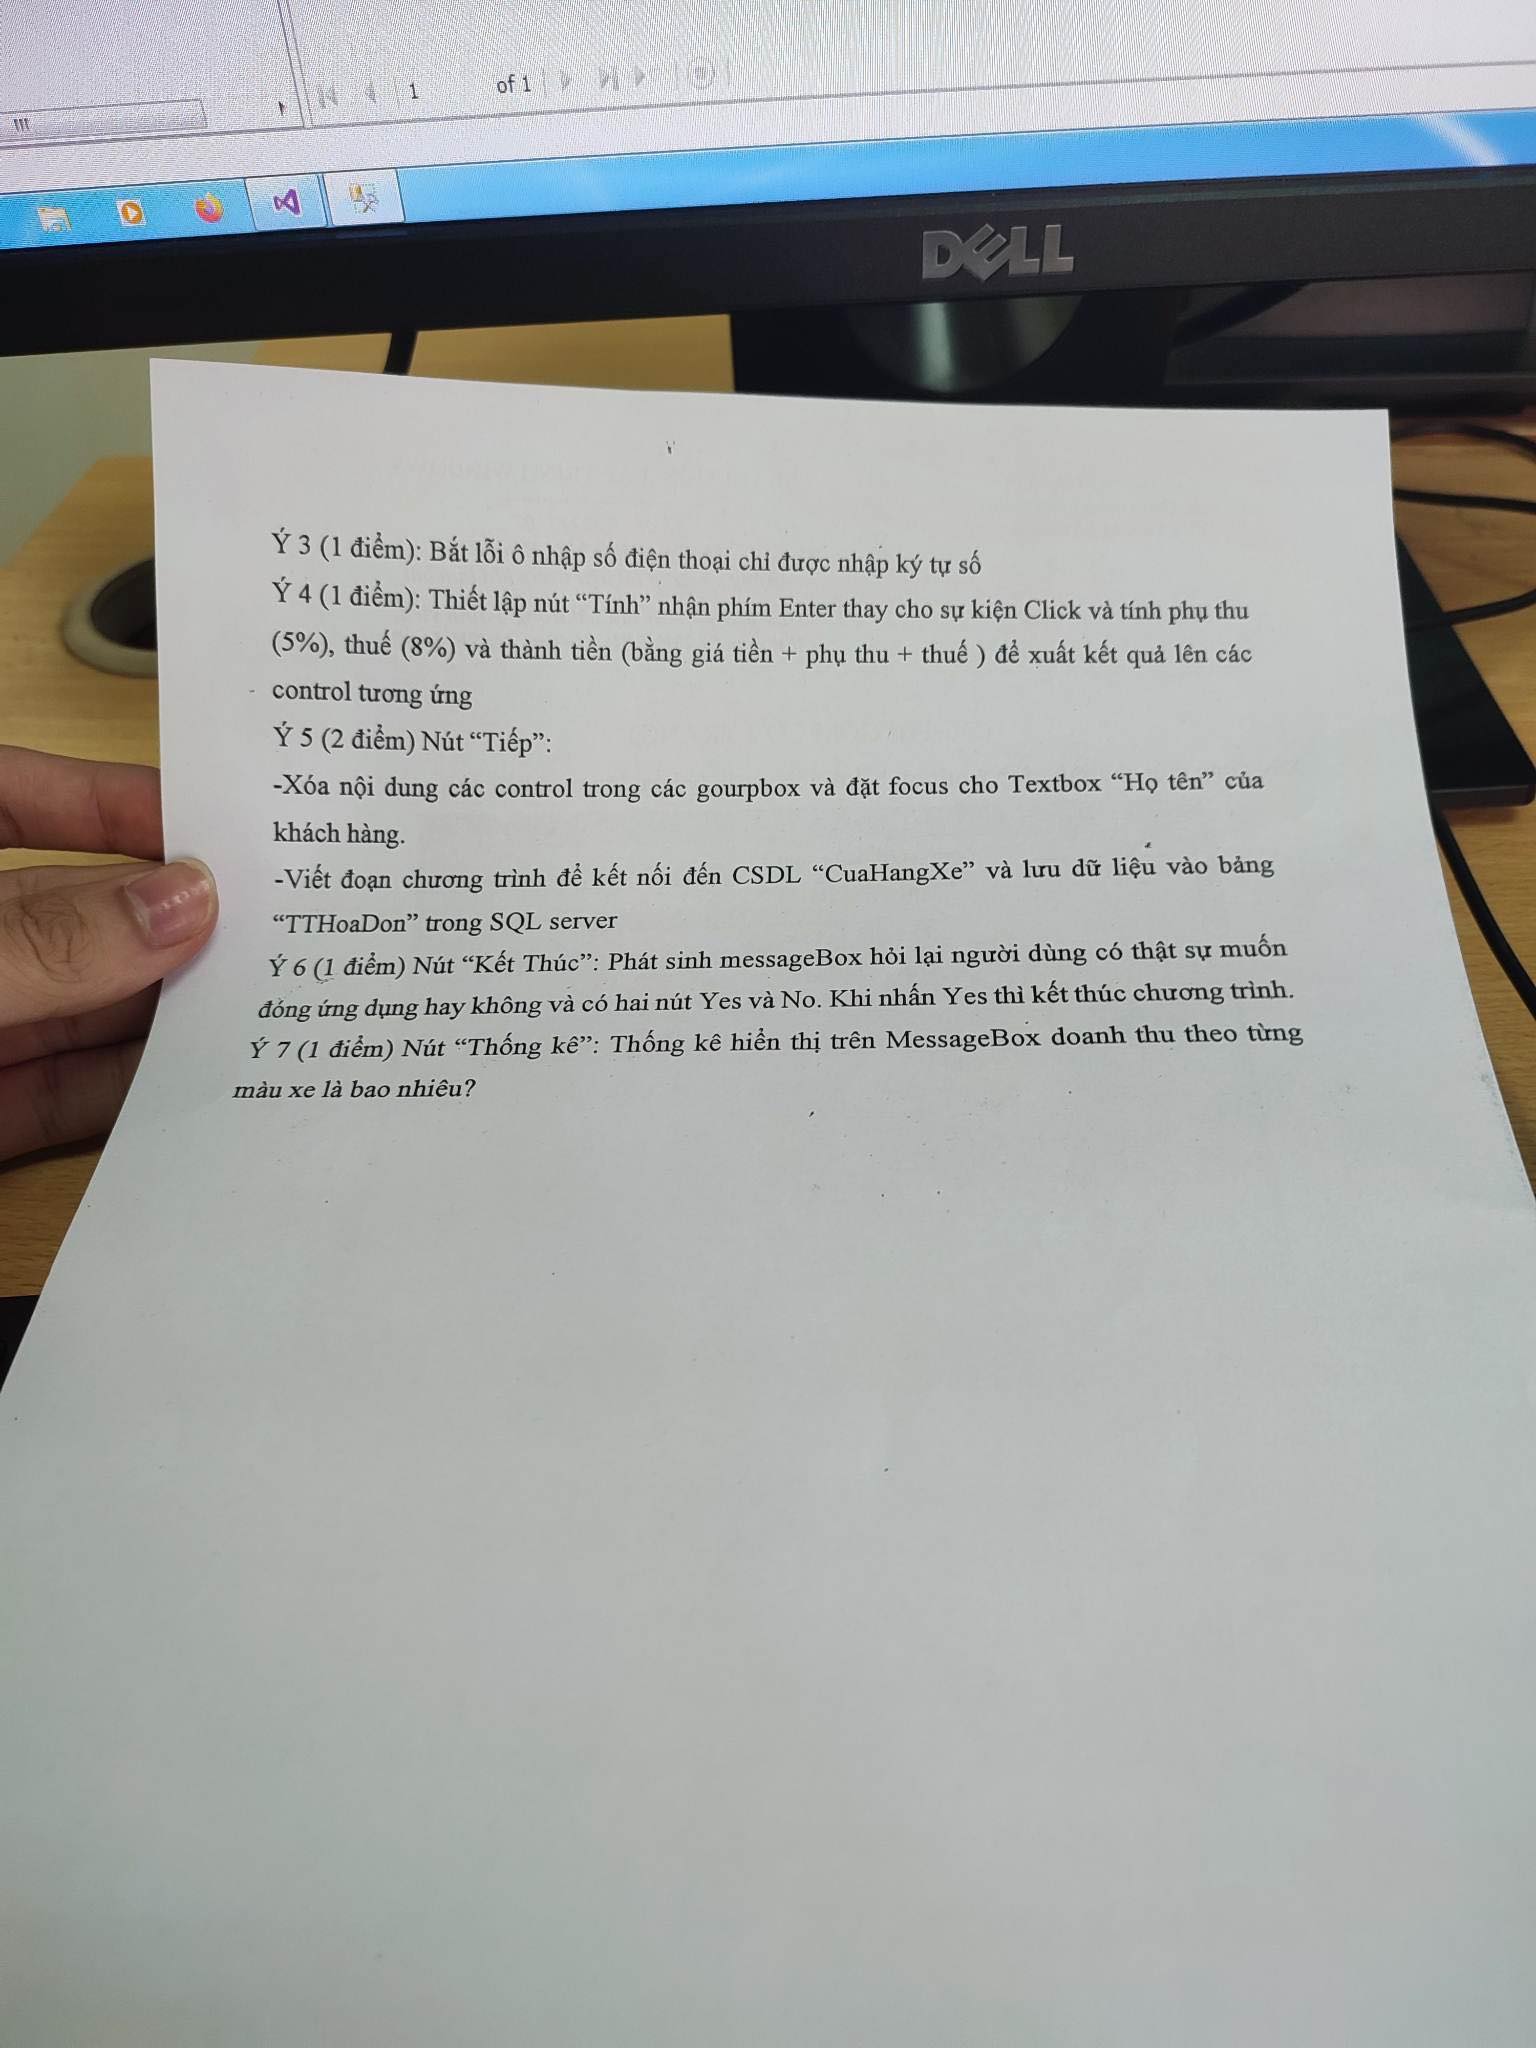 1 of 1
DELL
Ý 3 (1 điểm): Bắt lỗi ô nhập số điện thoại chỉ được nhập ký tự số
Ý 4 (1 điểm): Thiết lập nút “Tính” nhận phím Enter thay cho sự kiện Click và tính phụ thu
(5%), thuế (8%) và thành tiền (bằng giá tiền + phụ thu + thuế ) để xuất kết quả lên các
control tương ứng
Ý 5 (2 điểm) Nút “Tiếp”:
-Xóa nội dung các control trong các gourpbox và đặt focus cho Textbox “Họ tên” của
khách hàng.
-Viết đoạn chương trình để kết nối đến CSDL “CuaHangXe” và lưu dữ liệu vào bảng
“TTHoaDon” trong SQL server
Ý 6 (1 điểm) Nút “Kết Thúc”: Phát sinh messageBox hỏi lại người dùng có thật sự muốn
đóng ứng dụng hay không và có hai nút Yes và No. Khi nhấn Yes thì kết thúc chương trình.
Ý 7 (1 điểm) Nút “Thống kê”: Thống kê hiển thị trên MessageBox doanh thu theo từng
màu xe là bao nhiêu?